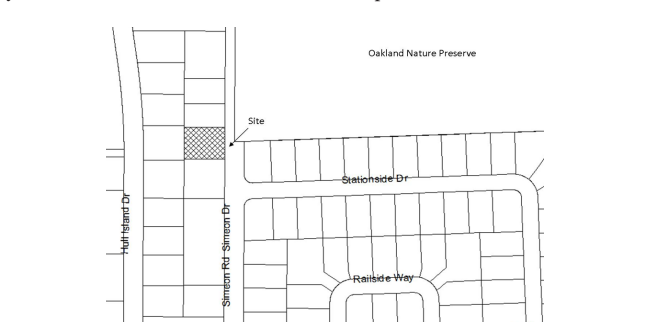 Oakland Nature Preserve
Site
Stationside Dr
Hull Island Dr
Simeon Rd Simeon Dr
Railside Way